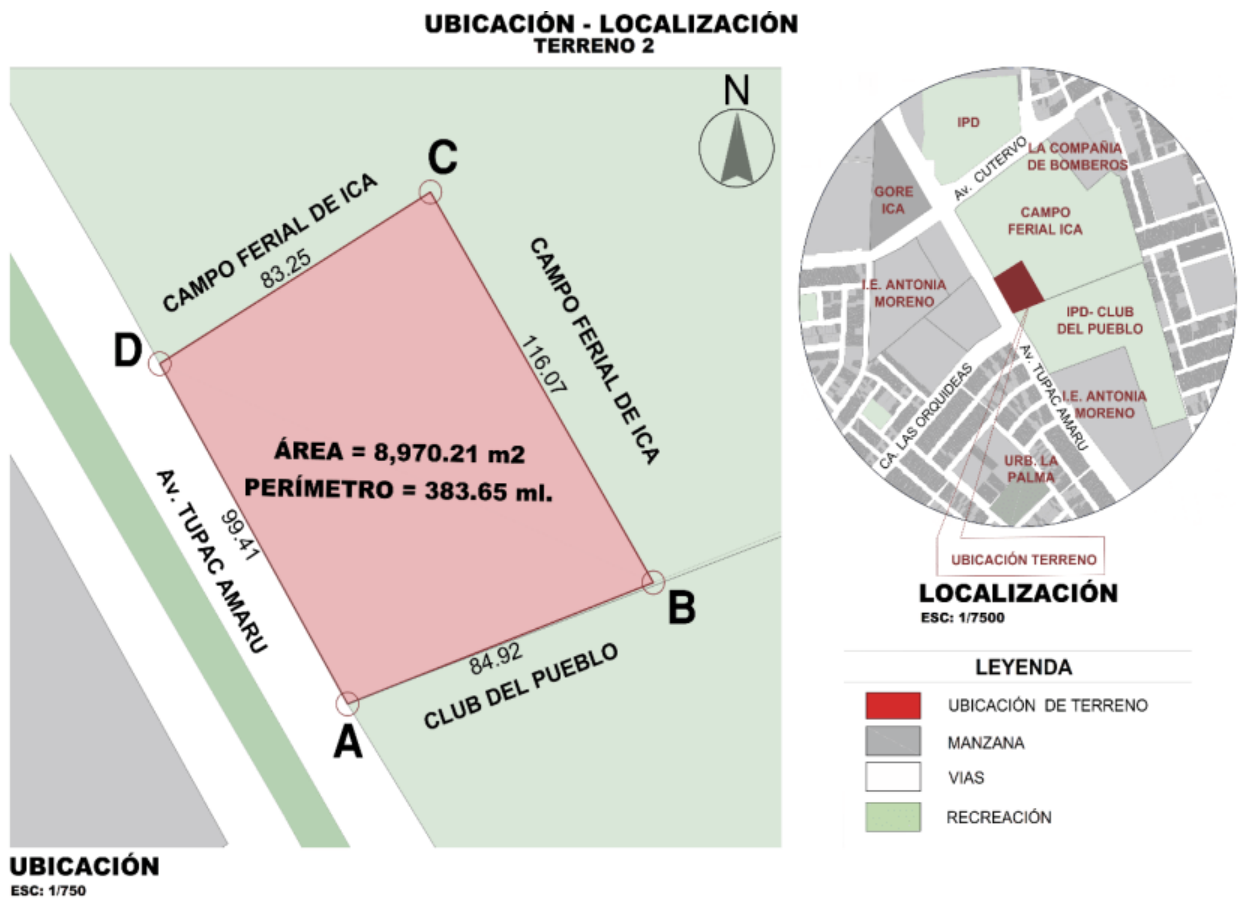 UBICACIÓN - LOCALIZACIÓN
TERRENO 2
N
C
CAMPO FERIAL DE ICA
83.25
D
CAMPO FERIAL DE ICA
116.07
ÁREA = 8,970.21 m2
PERÍMETRO = 383.65 ml.
Av. TUPAC AMARU
99.41
B
84.92
CLUB DEL PUEBLO
A
UBICACIÓN
ESC: 1/750
IPD
Av. CUTERVO
LA COMPAÑIA
DE BOMBEROS
GORE
ICA
CAMPO
FERIAL ICA
I.E. ANTONIA
MORENO
IPD- CLUB
DEL PUEBLO
Av. TUPAC AMARU
CA. LAS ORQUIDEAS
I.E. ANTONIA
MORENO
URB. LA
PALMA
UBICACIÓN TERRENO
LOCALIZACIÓN
ESC: 1/7500
LEYENDA
UBICACIÓN DE TERRENO
MANZANA
VIAS
RECREACIÓN